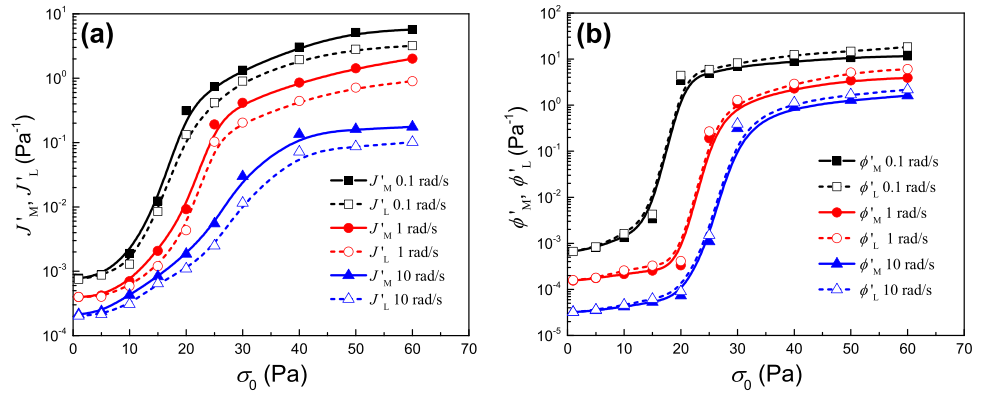 (a)
J'M, J'L (Pa-1)
10^1
10^0
10^-1
10^-2
10^-3
10^-4
J'M 0.1 rad/s
J'L 0.1 rad/s
J'M 1 rad/s
J'L 1 rad/s
J'M 10 rad/s
J'L 10 rad/s
0 10 20 30 40 50 60 70
σ0 (Pa)
(b)
ϕ'M, ϕ'L (Pa-1)
10^2
10^1
10^0
10^-1
10^-2
10^-3
10^-4
10^-5
ϕ'M 0.1 rad/s
ϕ'L 0.1 rad/s
ϕ'M 1 rad/s
ϕ'L 1 rad/s
ϕ'M 10 rad/s
ϕ'L 10 rad/s
0 10 20 30 40 50 60 70
σ0 (Pa)